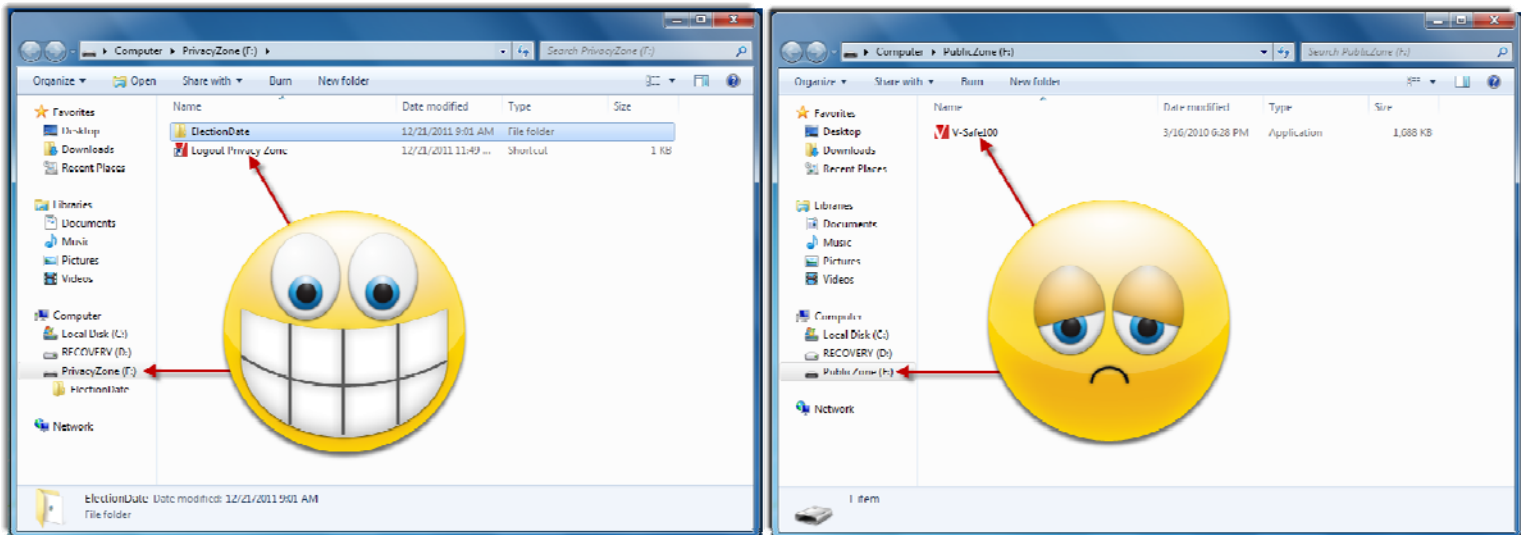 Computer ▸ PrivacyZone (F:) ▸
Search PrivacyZone (F:)
Organize Open Share with Burn New folder
Name Date modified Type Size
ElectionDate 12/21/2011 9:01 AM File folder
Logout Privacy Zone 12/21/2011 11:49 ... Shortcut 1 KB
Favorites
Desktop
Downloads
Recent Places
Libraries
Documents
Music
Pictures
Videos
Computer
Local Disk (C:)
RECOVERY (D:)
PrivacyZone (F:)
ElectionDate
Network
ElectionDate Date modified: 12/21/2011 9:01 AM
File folder
Computer ▸ PublicZone (F:)
Search PublicZone (F:)
Organize Share with Burn New folder
Name Date modified Type Size
V-Safe100 3/16/2010 6:28 PM Application 1,688 KB
Favorites
Desktop
Downloads
Recent Places
Libraries
Documents
Music
Pictures
Videos
Computer
Local Disk (C:)
RECOVERY (D:)
PublicZone (F:)
Network
1 item